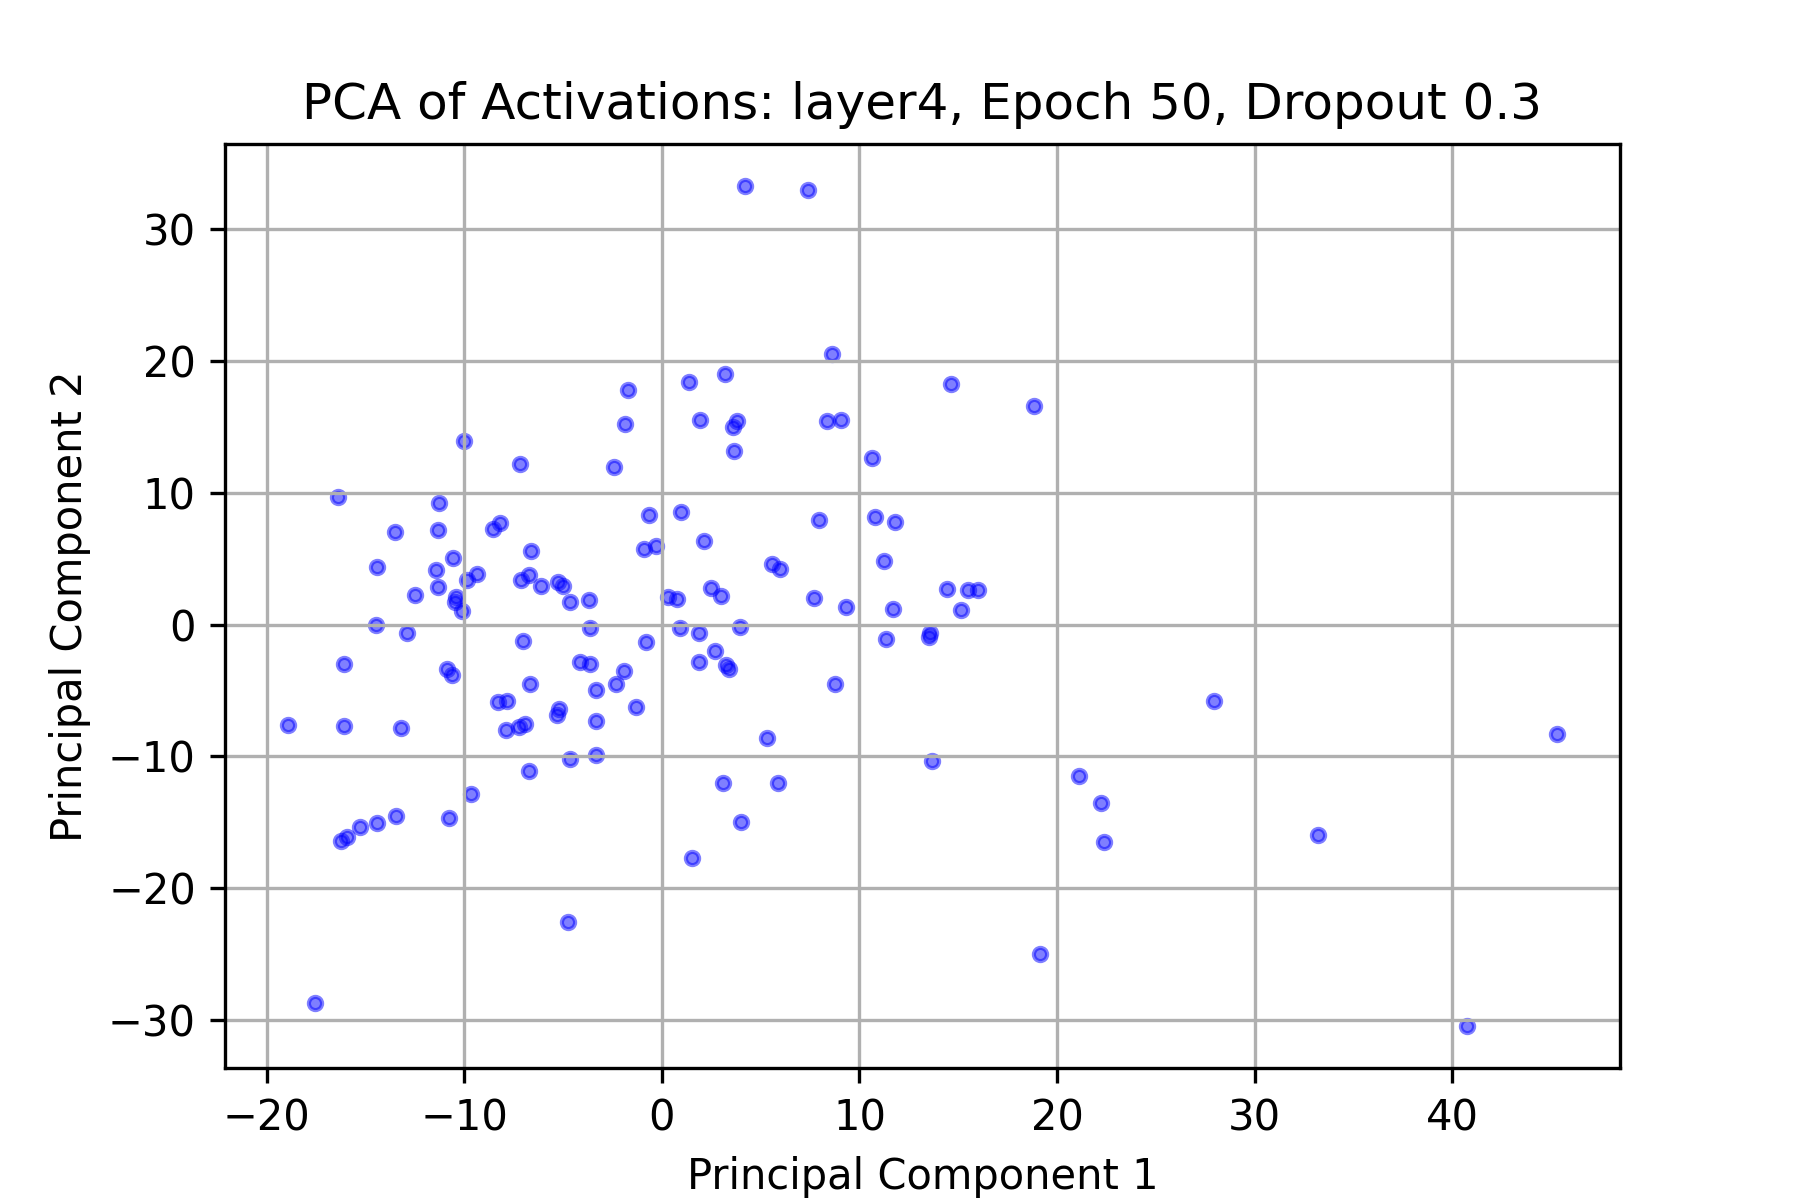 PCA of Activations: layer4, Epoch 50, Dropout 0.3
30
20
10
0
−10
−20
−30
Principal Component 2
−20 −10 0 10 20 30 40
Principal Component 1